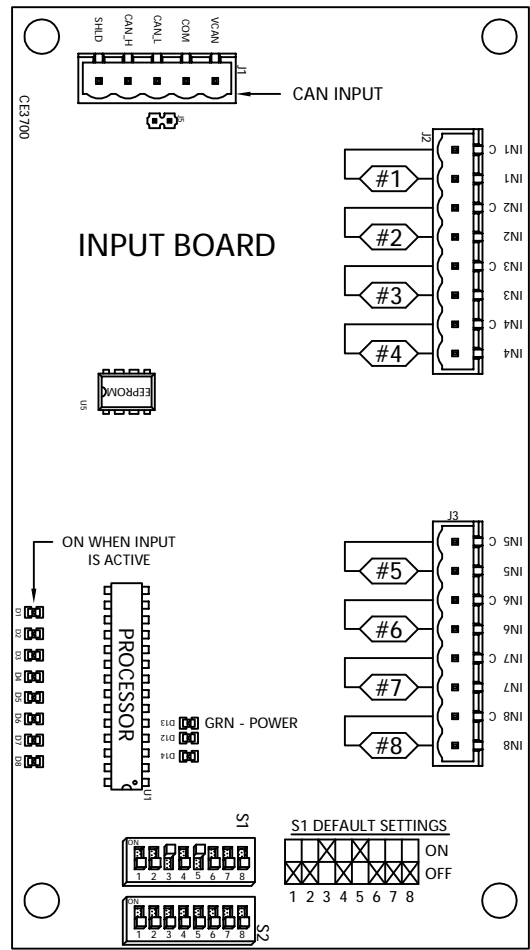 SHLD
CAN_H
CAN_L
COM
VCAN
J1
CAN INPUT
J5
CE3700
J2
IN1 C
#1
IN1
IN2 C
INPUT BOARD
#2
IN2
IN3 C
#3
IN3
IN4 C
#4
IN4
EEPROM
U5
J3
ON WHEN INPUT
IS ACTIVE
IN5 C
#5
IN5
IN6 C
#6
IN6
IN7 C
#7
IN7
IN8 C
#8
IN8
D1
D2
D3
D4
D5
D6
D7
D8
PROCESSOR
U1
D13
GRN - POWER
D12
D14
S1
ON
1 2 3 4 5 6 7 8
S2
ON
1 2 3 4 5 6 7 8
S1 DEFAULT SETTINGS
ON
OFF
1 2 3 4 5 6 7 8